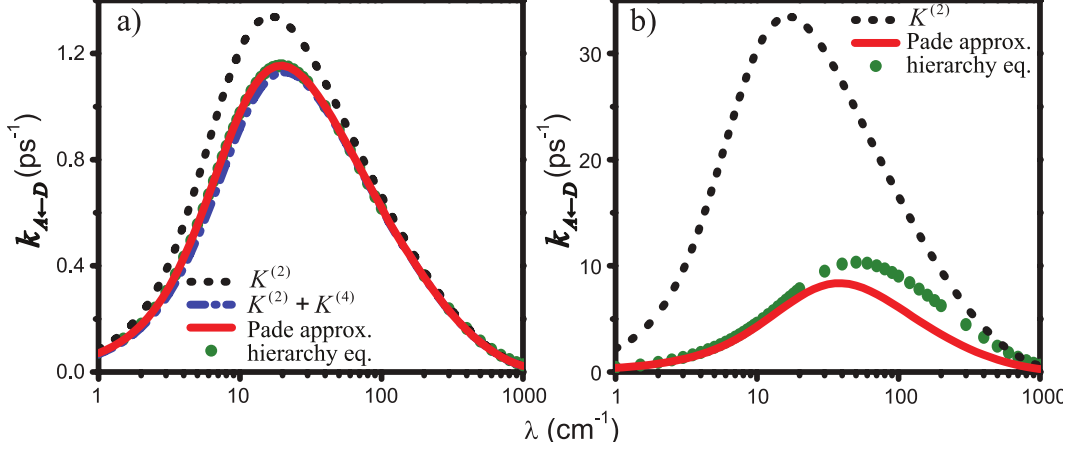 a)
k A←D (ps⁻¹)
1.2
0.8
0.4
0.0
K⁽²⁾
K⁽²⁾ + K⁽⁴⁾
Pade approx.
hierarchy eq.
1 10 100 1000
b)
k A←D (ps⁻¹)
30
20
10
0
K⁽²⁾
Pade approx.
hierarchy eq.
1 10 100 1000
λ (cm⁻¹)